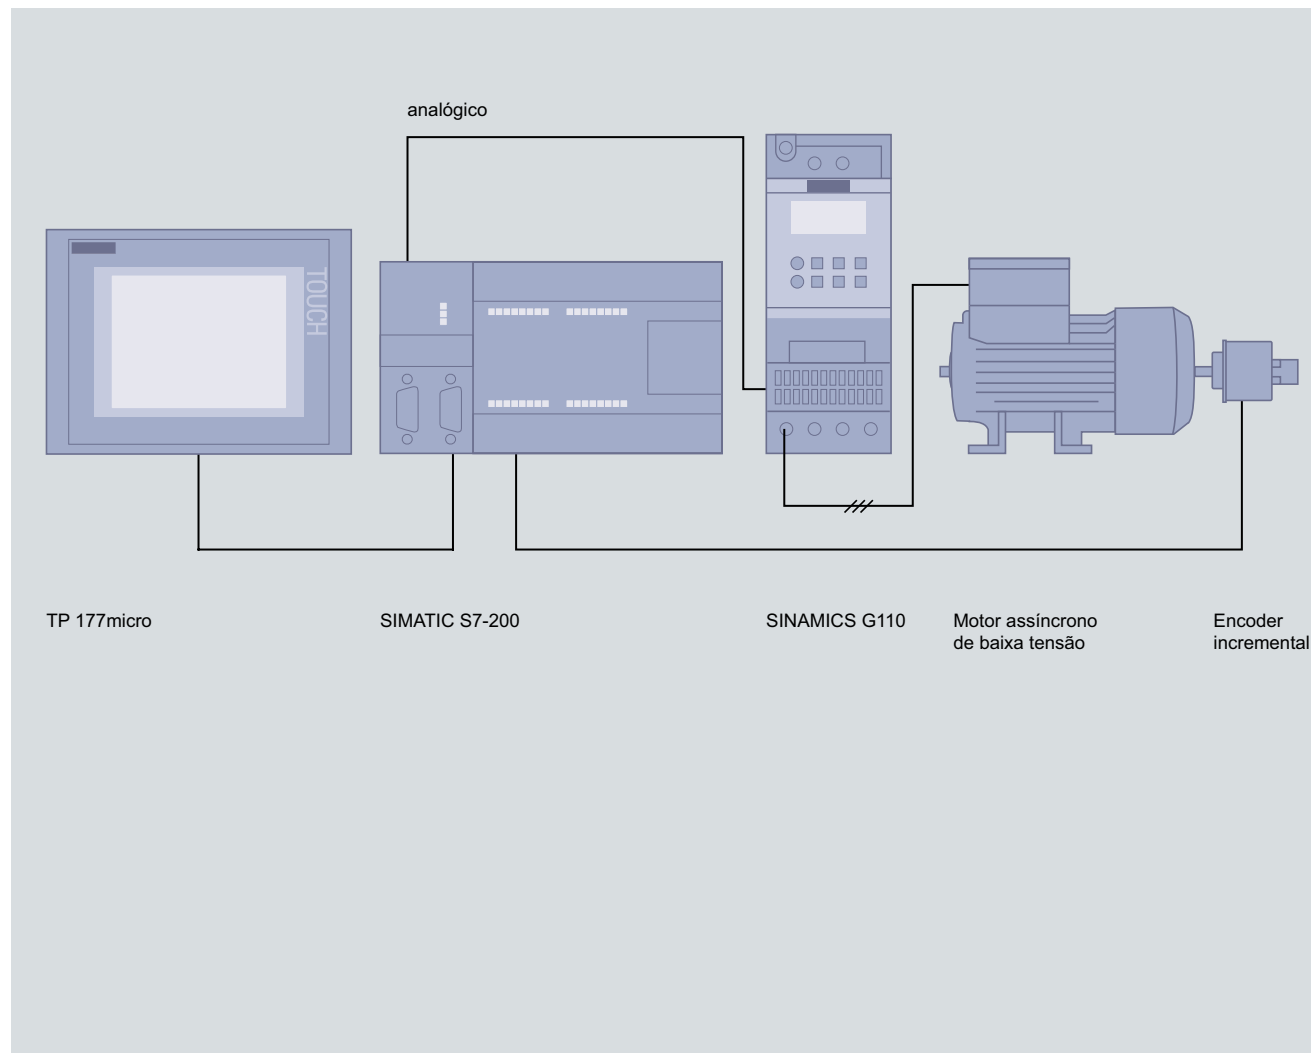 analógico
TOUCH
TP 177micro
SIMATIC S7-200
SINAMICS G110
Motor assíncrono
de baixa tensão
Encoder
incremental